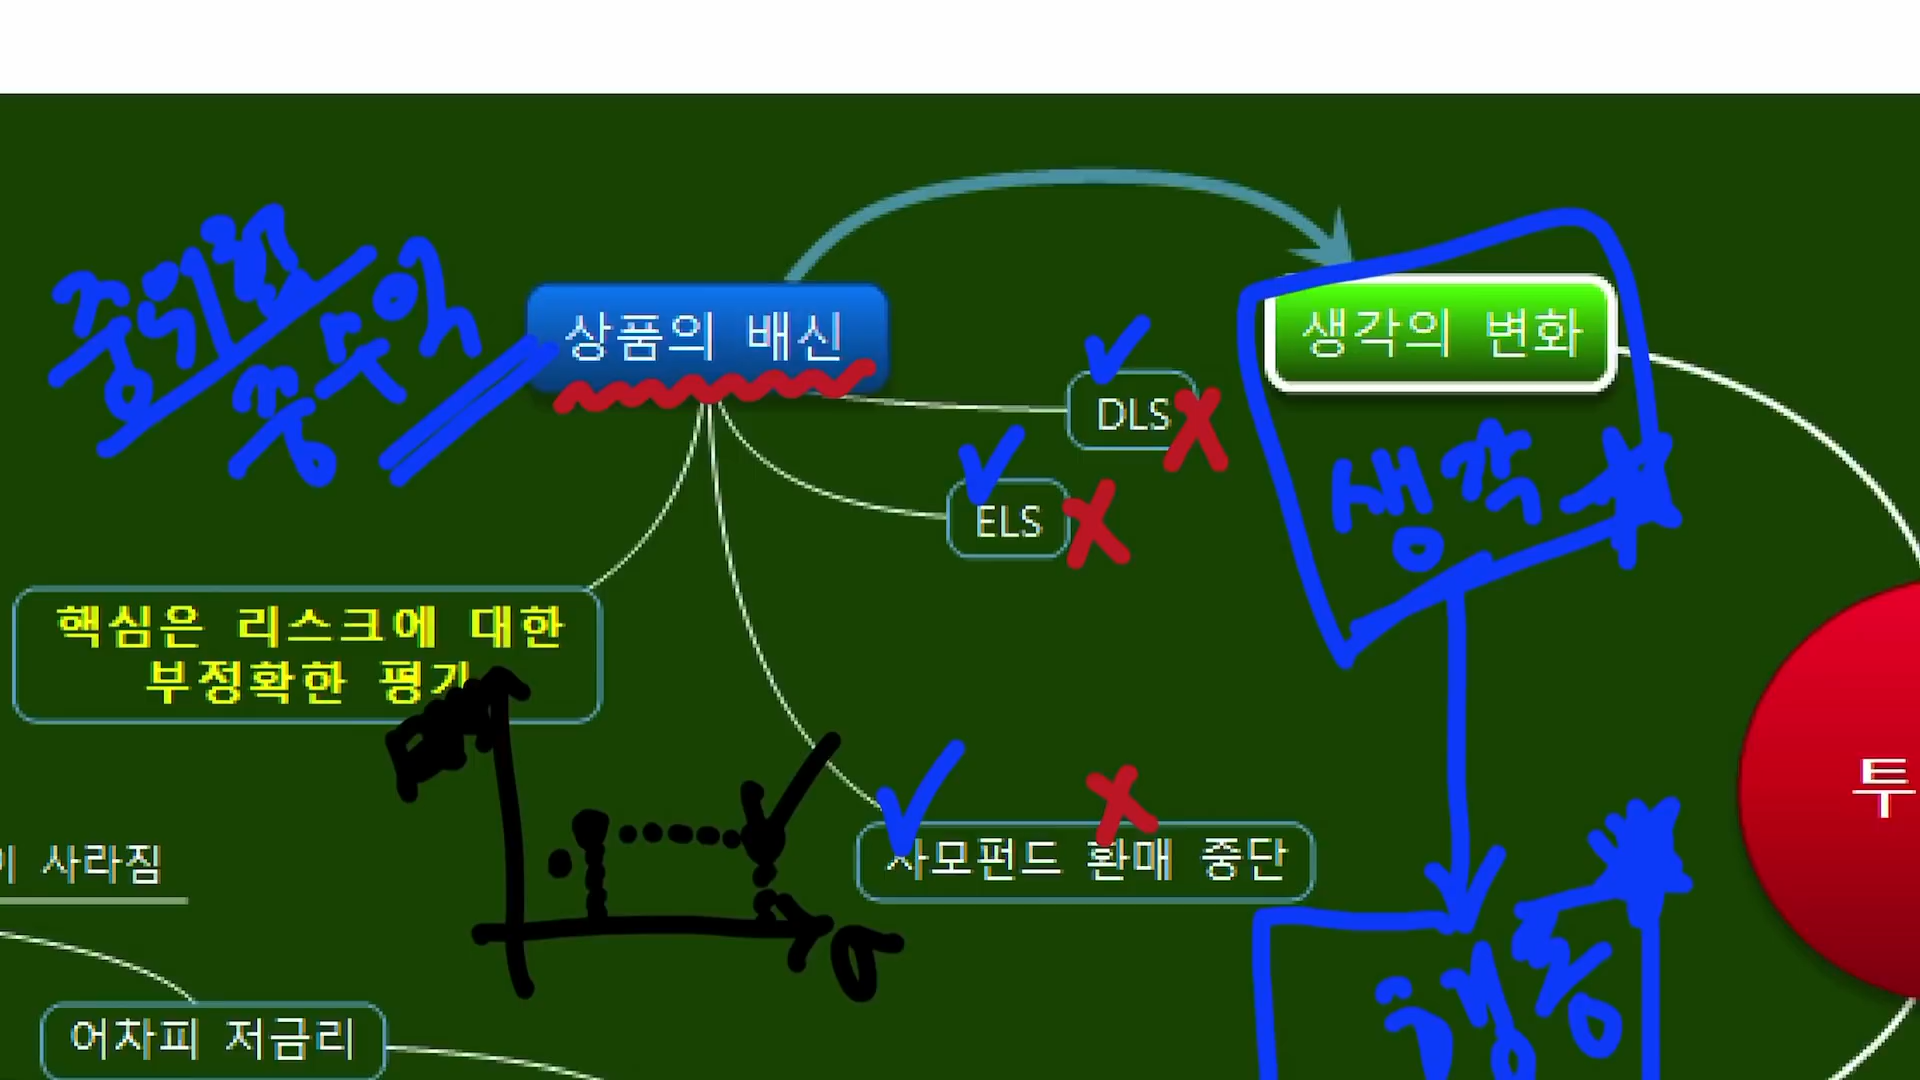 중위험
중수익
상품의 배신
생각의 변화
DLS
ELS
생각
핵심은 리스크에 대한
부정확한 평가
투
사모펀드 환매 중단
사라짐
σ
행동
어차피 저금리